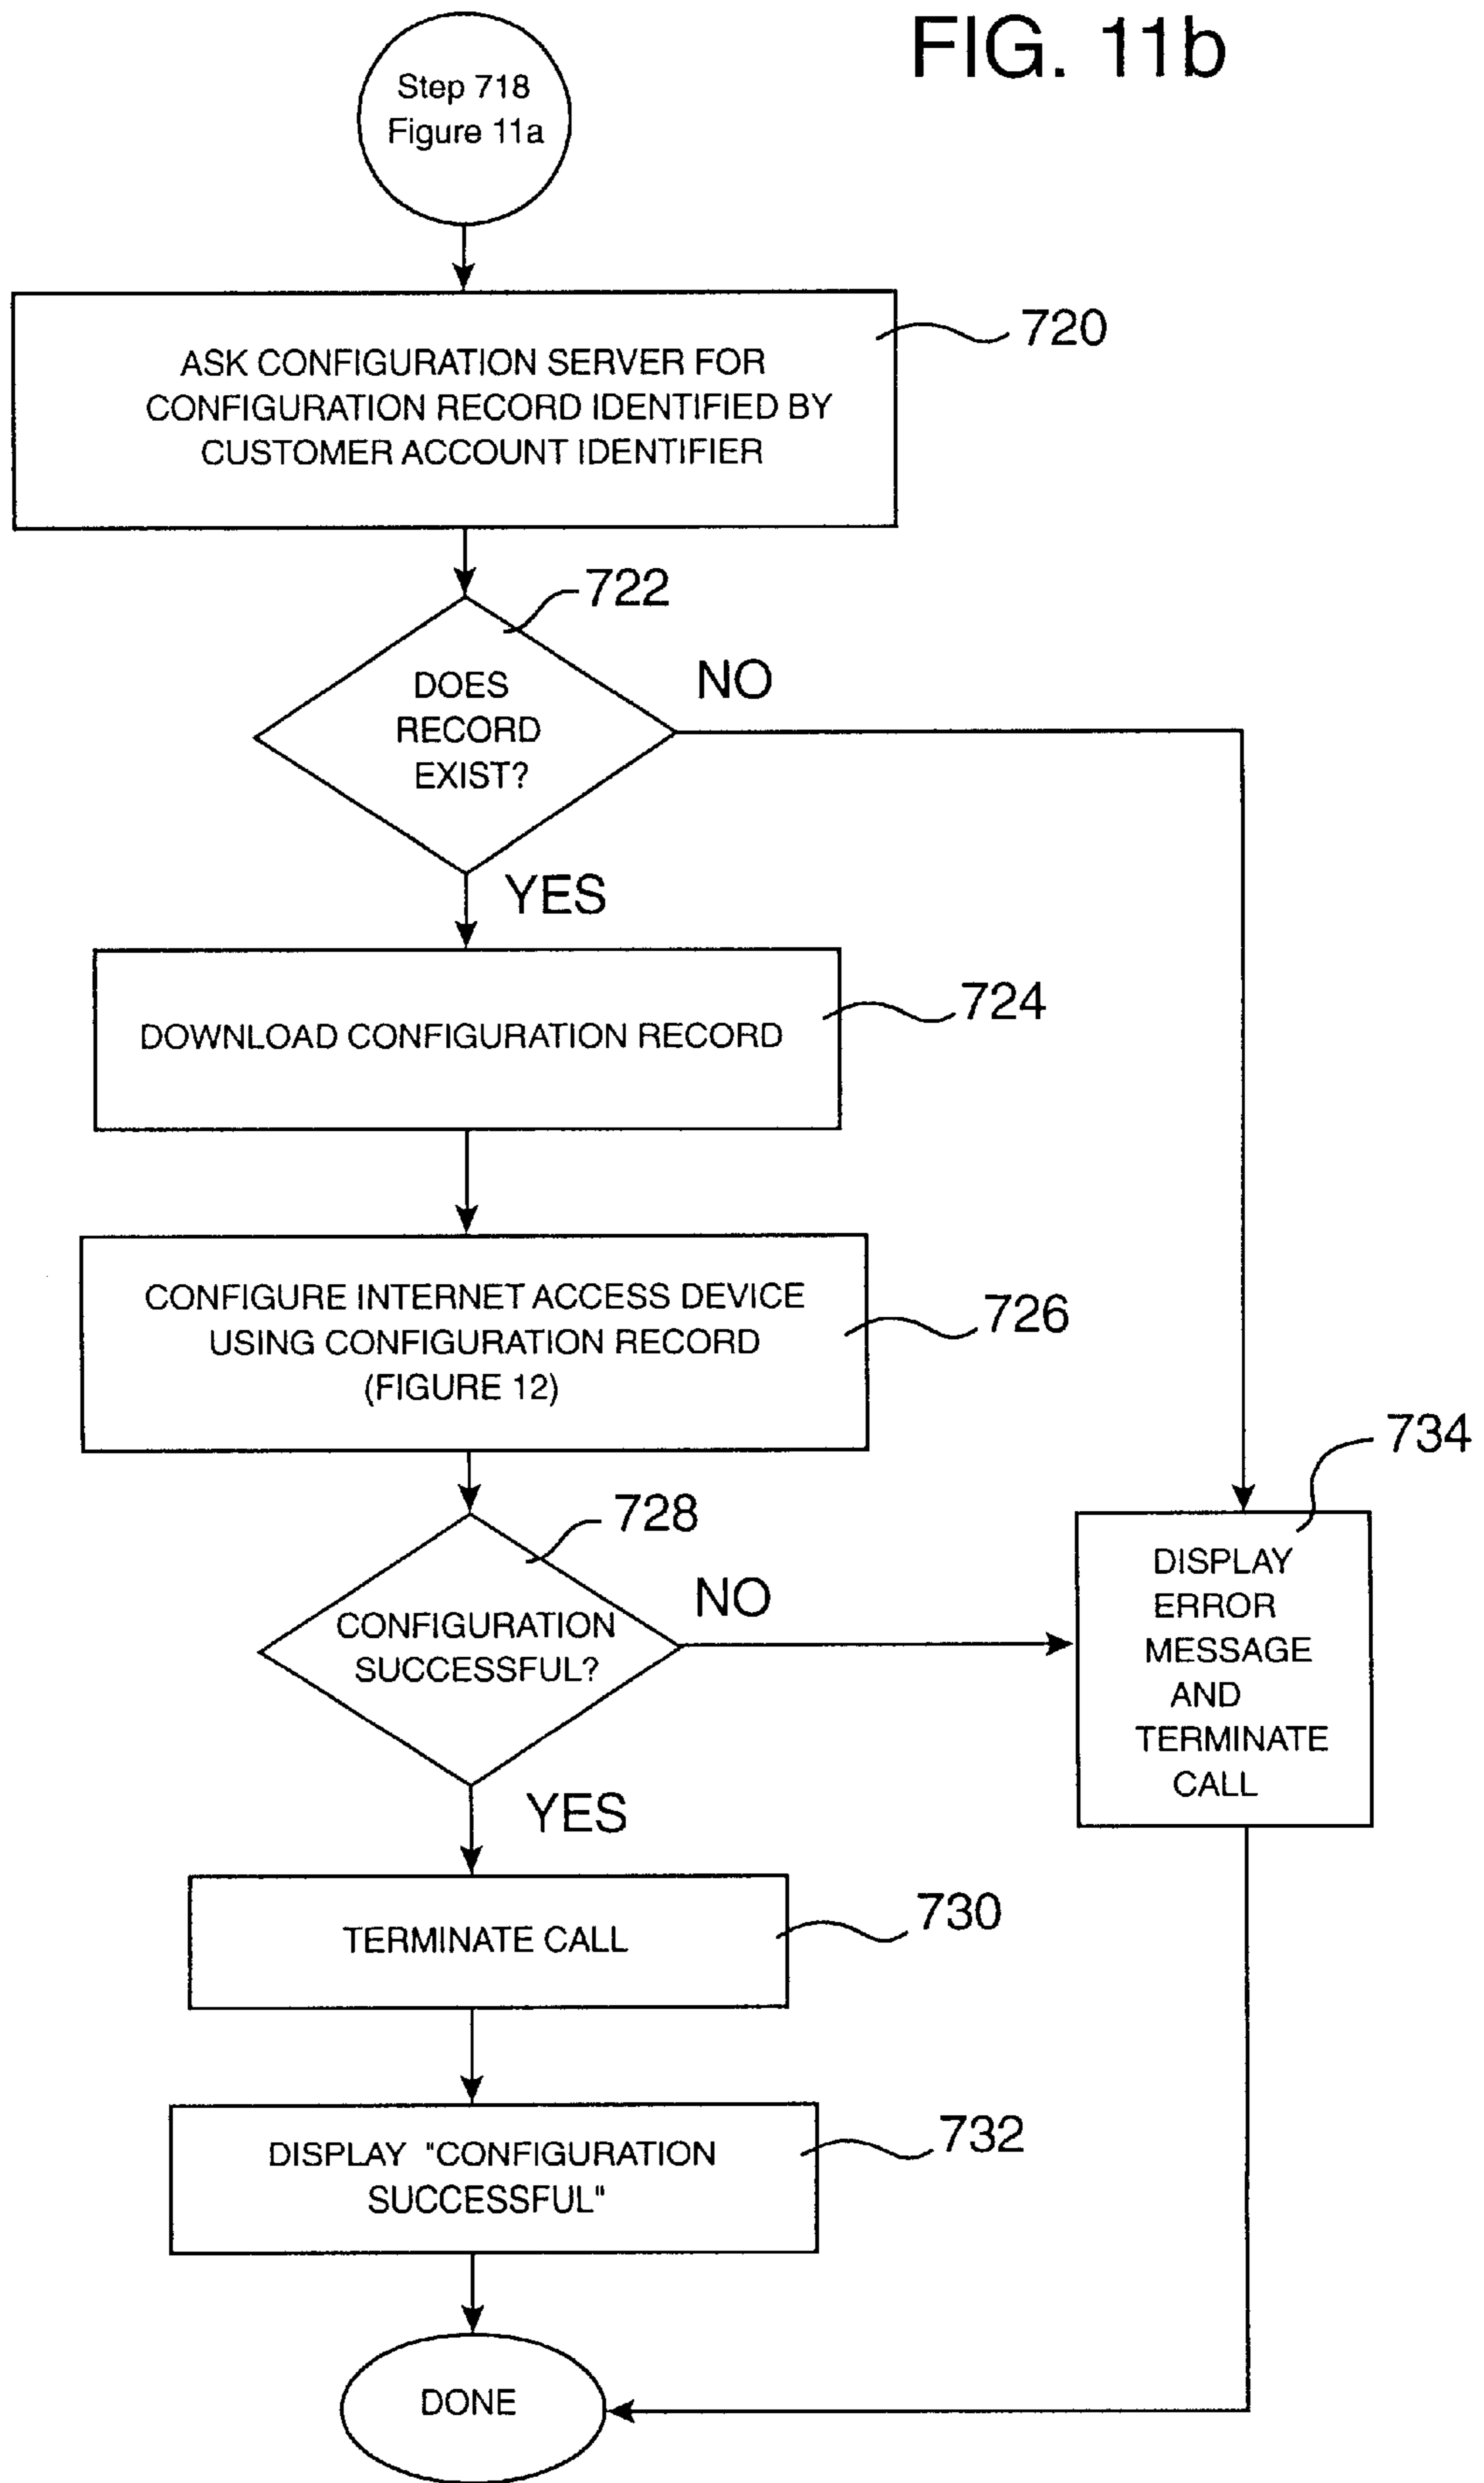 FIG. 11b
Step 718
Figure 11a
720
ASK CONFIGURATION SERVER FOR
CONFIGURATION RECORD IDENTIFIED BY
CUSTOMER ACCOUNT IDENTIFIER
722
DOES
RECORD
EXIST?
NO
YES
724
DOWNLOAD CONFIGURATION RECORD
726
CONFIGURE INTERNET ACCESS DEVICE
USING CONFIGURATION RECORD
(FIGURE 12)
728
CONFIGURATION
SUCCESSFUL?
NO
YES
734
DISPLAY
ERROR
MESSAGE
AND
TERMINATE
CALL
730
TERMINATE CALL
732
DISPLAY "CONFIGURATION
SUCCESSFUL"
DONE